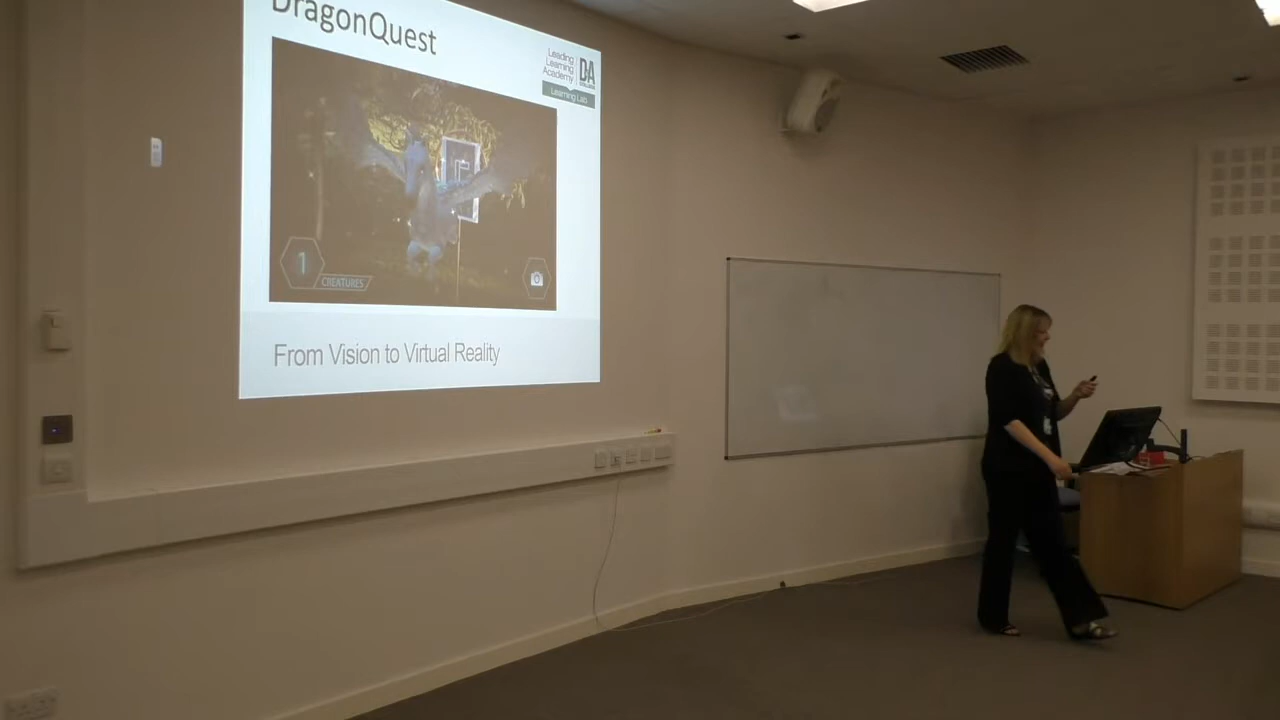 DragonQuest
Leading
Learning
Academy
DA
Learning Lab
1
CREATURES
From Vision to Virtual Reality